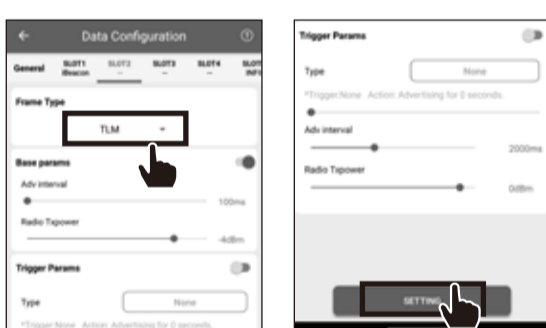 Data Configuration
General SLOT1 SLOT2 SLOT3 SLOT4
iBeacon -- -- --
Frame Type
TLM
Base params
Adv interval
100ms
Radio Txpower
-4dBm
Trigger Params
Type None
*Trigger:None Action: Advertising for 0 seconds.
Trigger Params
Type None
*Trigger:None Action: Advertising for 0 seconds.
Adv interval
2000ms
Radio Txpower
0dBm
SETTING